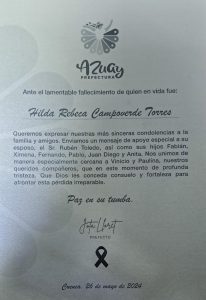 AZUAY
PREFECTURA
Ante el lamentable fallecimiento de quien en vida fue:
Hilda Rebeca Campoverde Torres
Queremos expresar nuestras más sinceras condolencias a la
familia y amigos. Enviamos un mensaje de apoyo especial a su
esposo, el Sr. Rubén Toledo, así como sus hijos Fabián,
Ximena, Fernando, Pablo, Juan Diego y Anita. Nos unimos de
manera especialmente cercana a Vinicio y Paulina, nuestros
queridos compañeros, que en este momento de profunda
tristeza. Que Dios les conceda consuelo y fortaleza para
afrontar esta pérdida irreparable.
Paz en su tumba.
PREFECTO
Cuenca, 26 de mayo de 2024